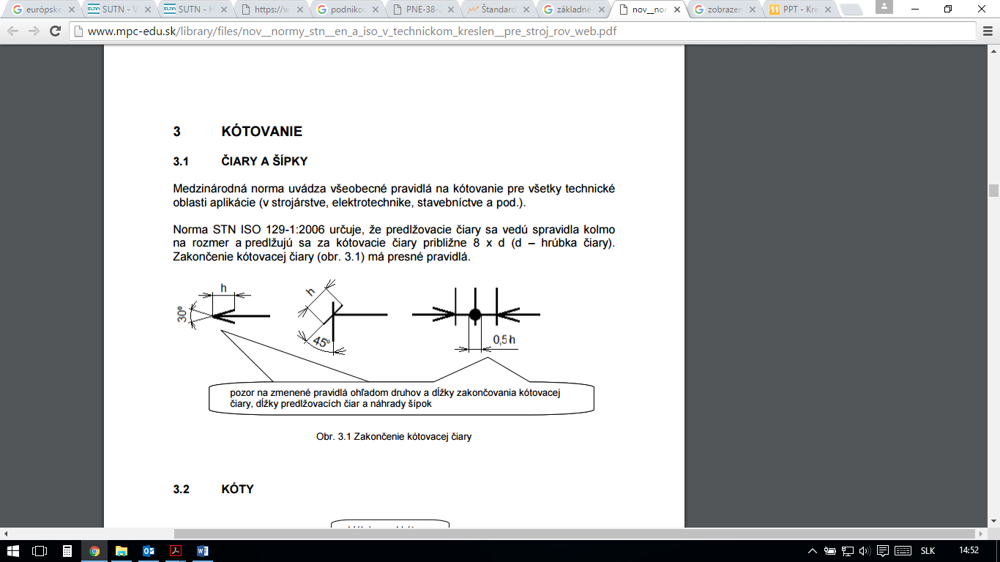 európske
SUTN - V
SUTN - H
https://w
podnikov
PNE-38-2
Štandard
základné
nov__nor
zobrazen
PPT - Kre
www.mpc-edu.sk/library/files/nov__normy_stn__en_a_iso_v_technickom_kreslen__pre_stroj_rov_web.pdf
3 KÓTOVANIE
3.1 ČIARY A ŠÍPKY
Medzinárodná norma uvádza všeobecné pravidlá na kótovanie pre všetky technické
oblasti aplikácie (v strojárstve, elektrotechnike, stavebníctve a pod.).
Norma STN ISO 129-1:2006 určuje, že predlžovacie čiary sa vedú spravidla kolmo
na rozmer a predlžujú sa za kótovacie čiary približne 8 x d (d – hrúbka čiary).
Zakončenie kótovacej čiary (obr. 3.1) má presné pravidlá.
h
30°
h
45°
0,5 h
pozor na zmenené pravidlá ohľadom druhov a dĺžky zakončovania kótovacej
čiary, dĺžky predlžovacích čiar a náhrady šípok
Obr. 3.1 Zakončenie kótovacej čiary
3.2 KÓTY
SLK
14:52